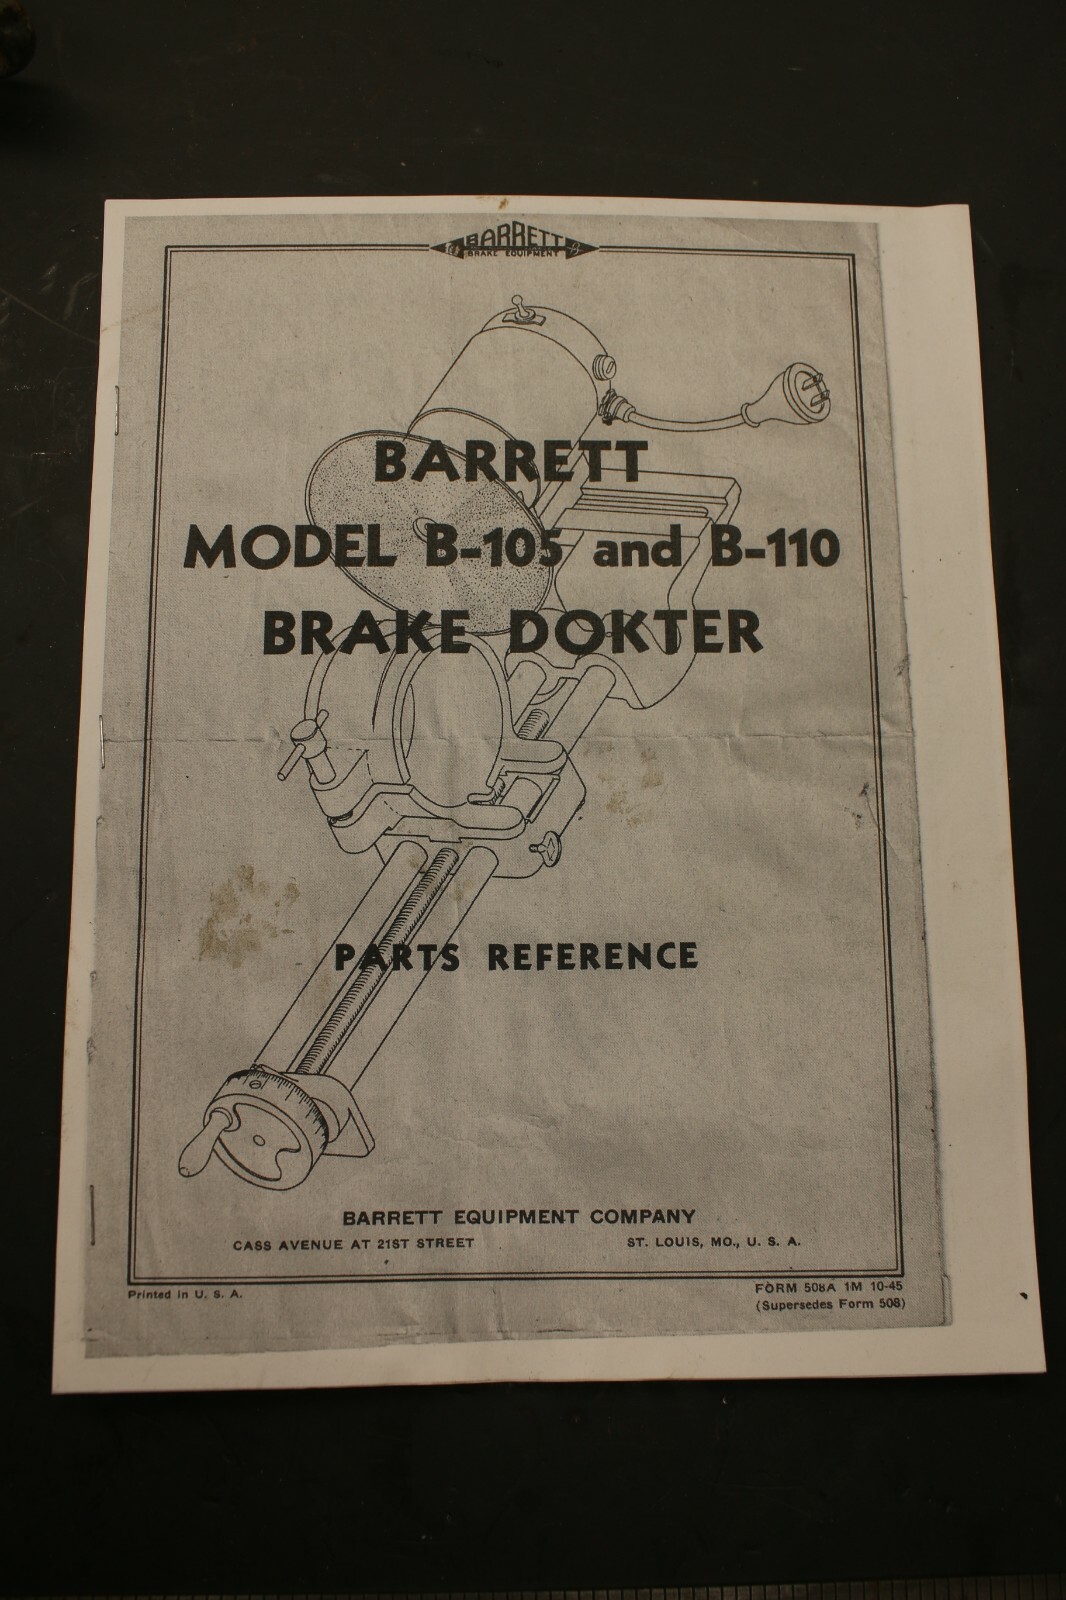 BARRETT
BRAKE EQUIPMENT
BARRETT
MODEL B-105 and B-110
BRAKE DOKTER
PARTS REFERENCE
BARRETT EQUIPMENT COMPANY
CASS AVENUE AT 21ST STREET ST. LOUIS, MO., U. S. A.
Printed in U. S. A.
FORM 508A 1M 10-45
(Supersedes Form 508)